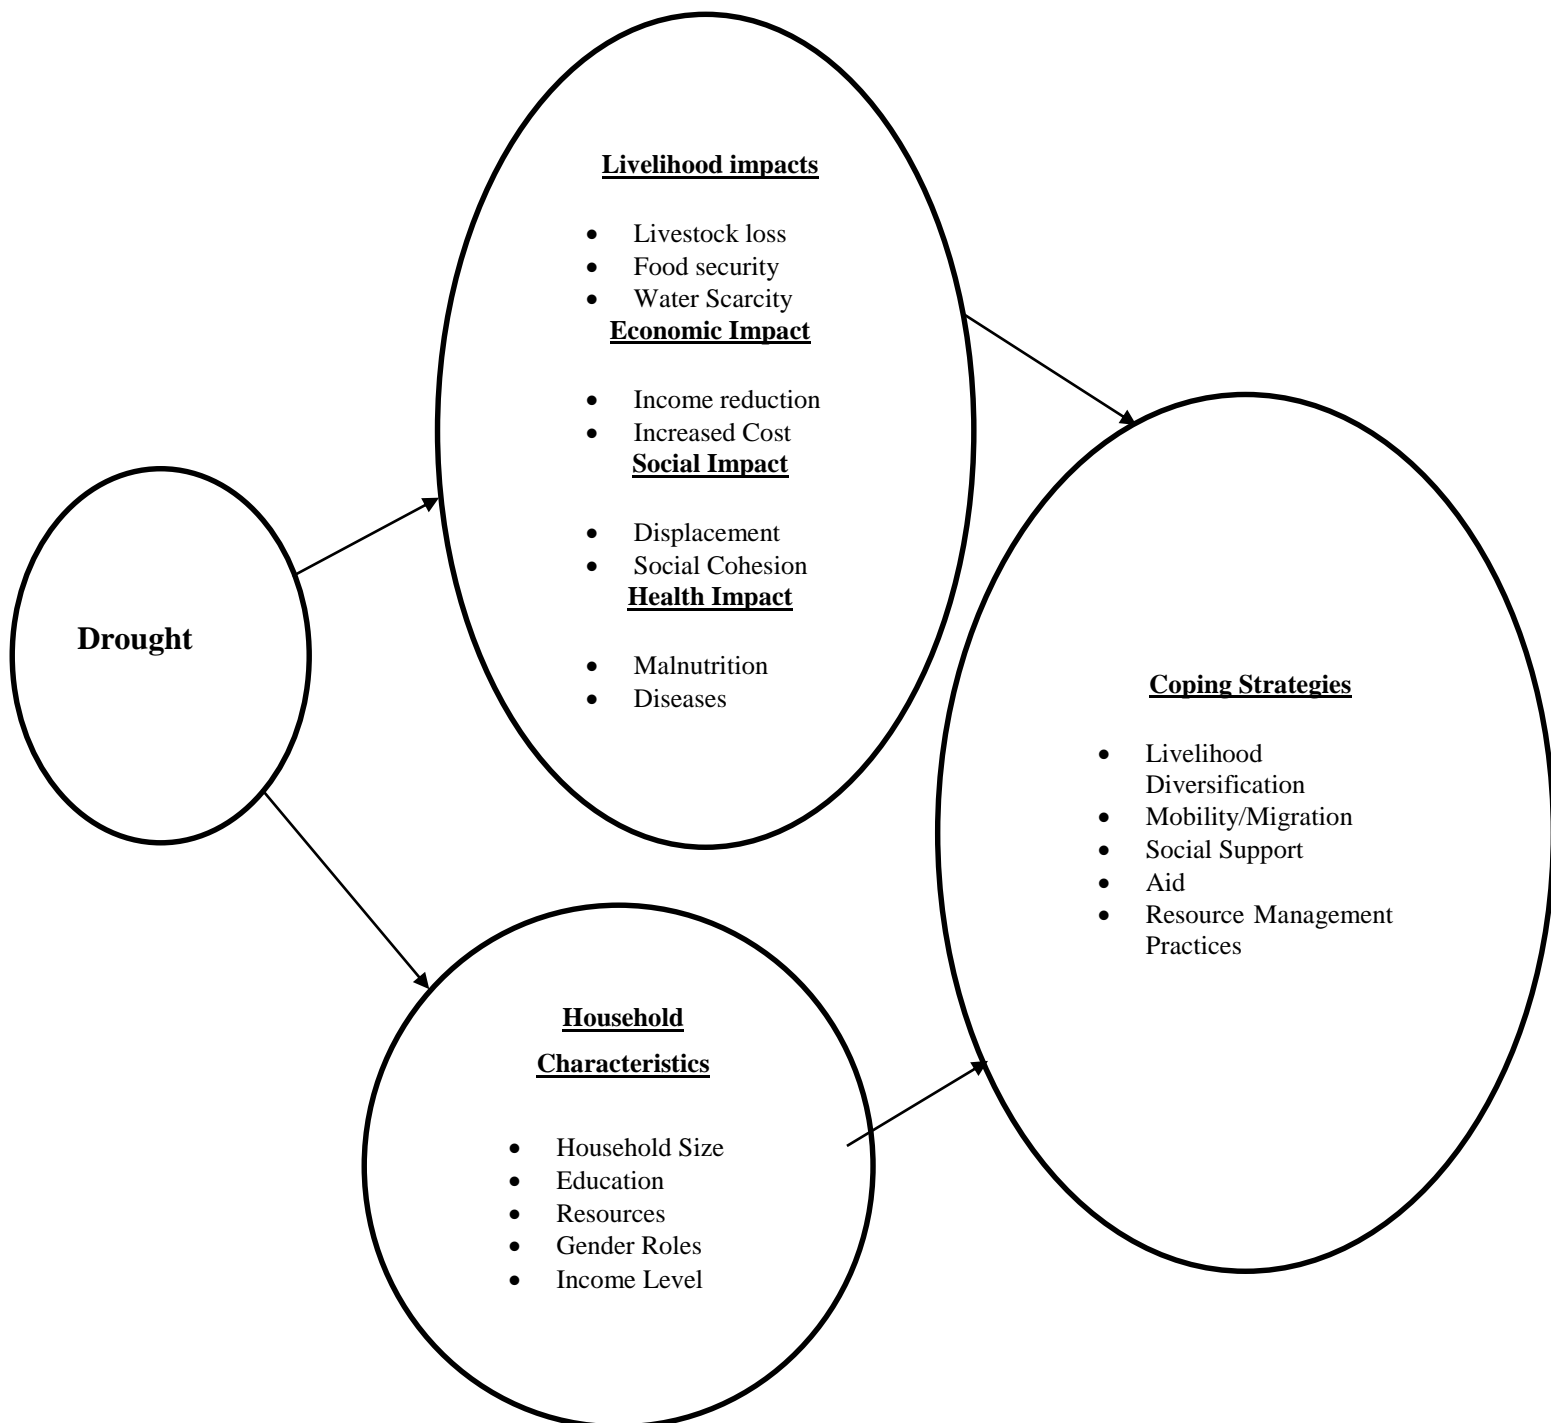 Livelihood impacts
• Livestock loss
• Food security
• Water Scarcity
Economic Impact
• Income reduction
• Increased Cost
Social Impact
• Displacement
• Social Cohesion
Health Impact
• Malnutrition
• Diseases
Drought
Coping Strategies
• Livelihood
Diversification
• Mobility/Migration
• Social Support
• Aid
• Resource Management
Practices
Household
Characteristics
• Household Size
• Education
• Resources
• Gender Roles
• Income Level